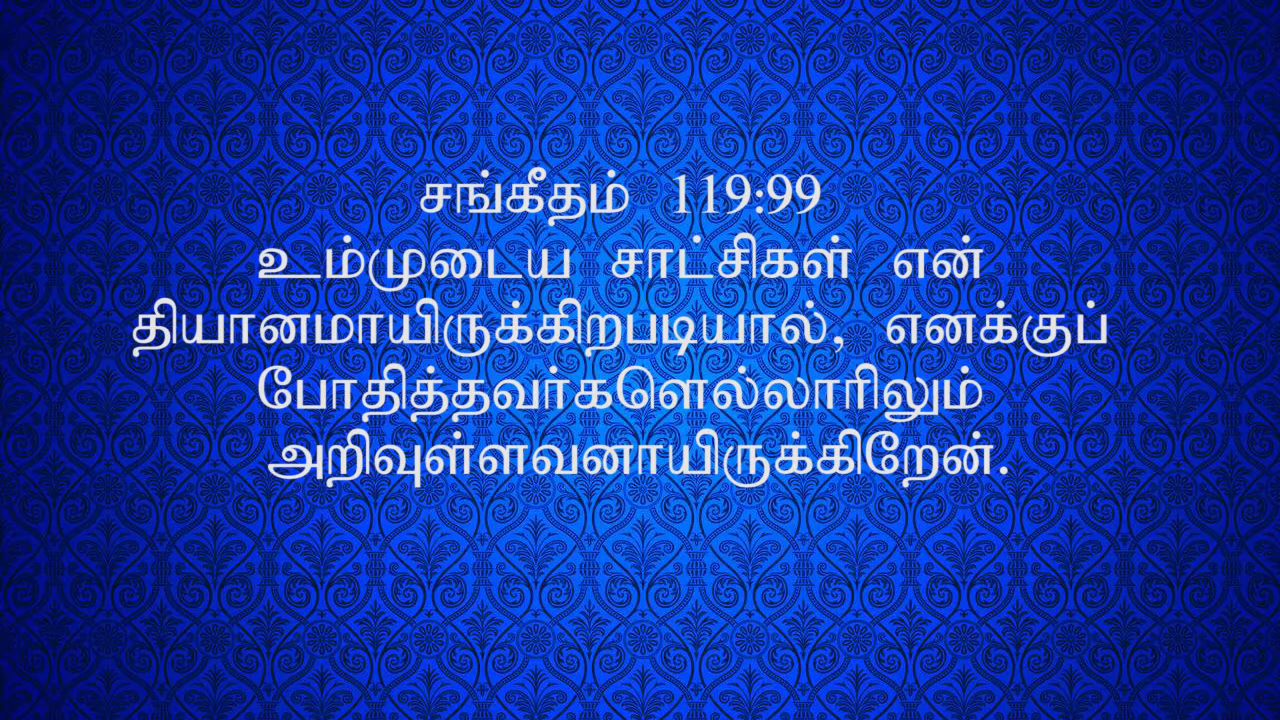 சங்கீதம் 119:99
உம்முடைய சாட்சிகள் என்
தியானமாயிருக்கிறபடியால், எனக்குப்
போதித்தவர்களெல்லாரிலும்
அறிவுள்ளவனாயிருக்கிறேன்.